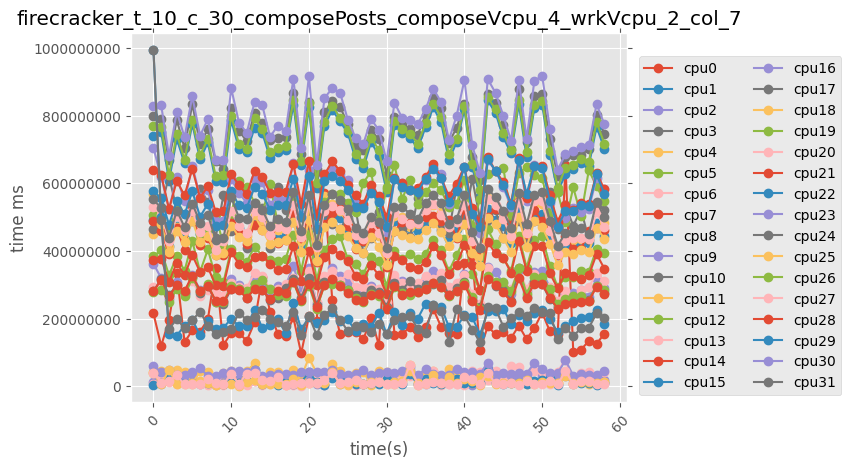 firecracker_t_10_c_30_composePosts_composeVcpu_4_wrkVcpu_2_col_7
time ms
1000000000
800000000
600000000
400000000
200000000
0
0
10
20
30
40
50
60
time(s)
cpu0
cpu1
cpu2
cpu3
cpu4
cpu5
cpu6
cpu7
cpu8
cpu9
cpu10
cpu11
cpu12
cpu13
cpu14
cpu15
cpu16
cpu17
cpu18
cpu19
cpu20
cpu21
cpu22
cpu23
cpu24
cpu25
cpu26
cpu27
cpu28
cpu29
cpu30
cpu31